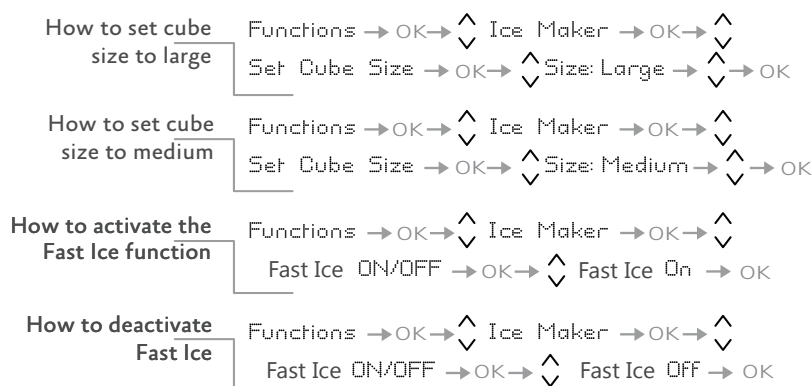 How to set cube
size to large
Functions → OK → Ice Maker → OK →
Set Cube Size → OK → Size: Large → → OK
How to set cube
size to medium
Functions → OK → Ice Maker → OK →
Set Cube Size → OK → Size: Medium → → OK
How to activate the
Fast Ice function
Functions → OK → Ice Maker → OK →
Fast Ice ON/OFF → OK → Fast Ice On → OK
How to deactivate
Fast Ice
Functions → OK → Ice Maker → OK →
Fast Ice ON/OFF → OK → Fast Ice Off → OK